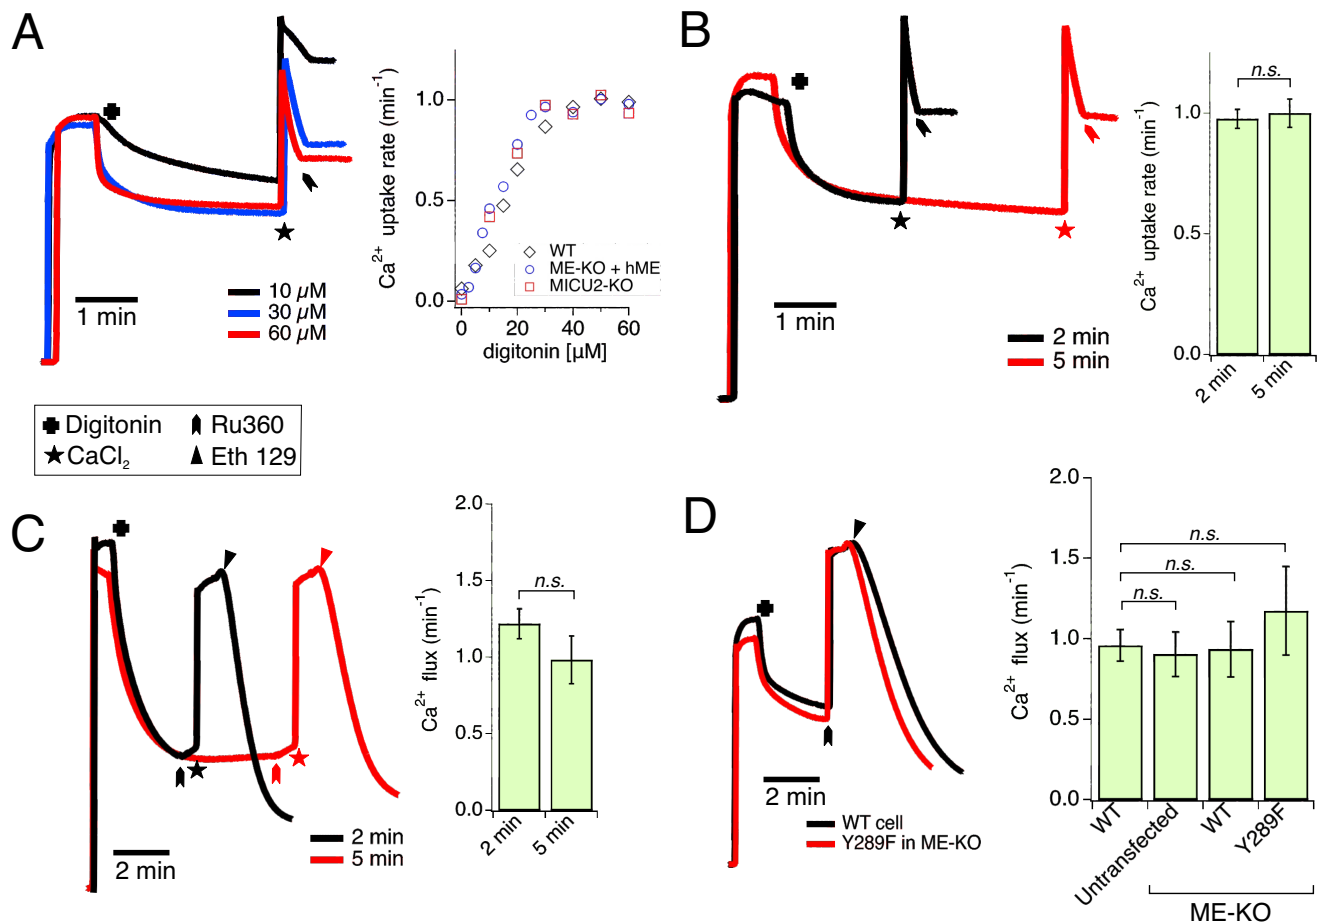 A
Ca2+ uptake rate (min-1)
1.0
0.5
0.0
0 20 40 60
digitonin [µM]
WT
ME-KO + hME
MICU2-KO
1 min
10 µM
30 µM
60 µM
B
1 min
2 min
5 min
Ca2+ uptake rate (min-1)
n.s.
1.0
0.5
0.0
2 min
5 min
Digitonin
Ru360
CaCl2
Eth 129
C
2 min
2 min
5 min
Ca2+ flux (min-1)
2.0
1.5
1.0
0.5
0.0
n.s.
2 min
5 min
D
2 min
WT cell
Y289F in ME-KO
Ca2+ flux (min-1)
2.0
1.5
1.0
0.5
0.0
n.s.
n.s.
n.s.
WT
Untransfected
WT
Y289F
ME-KO